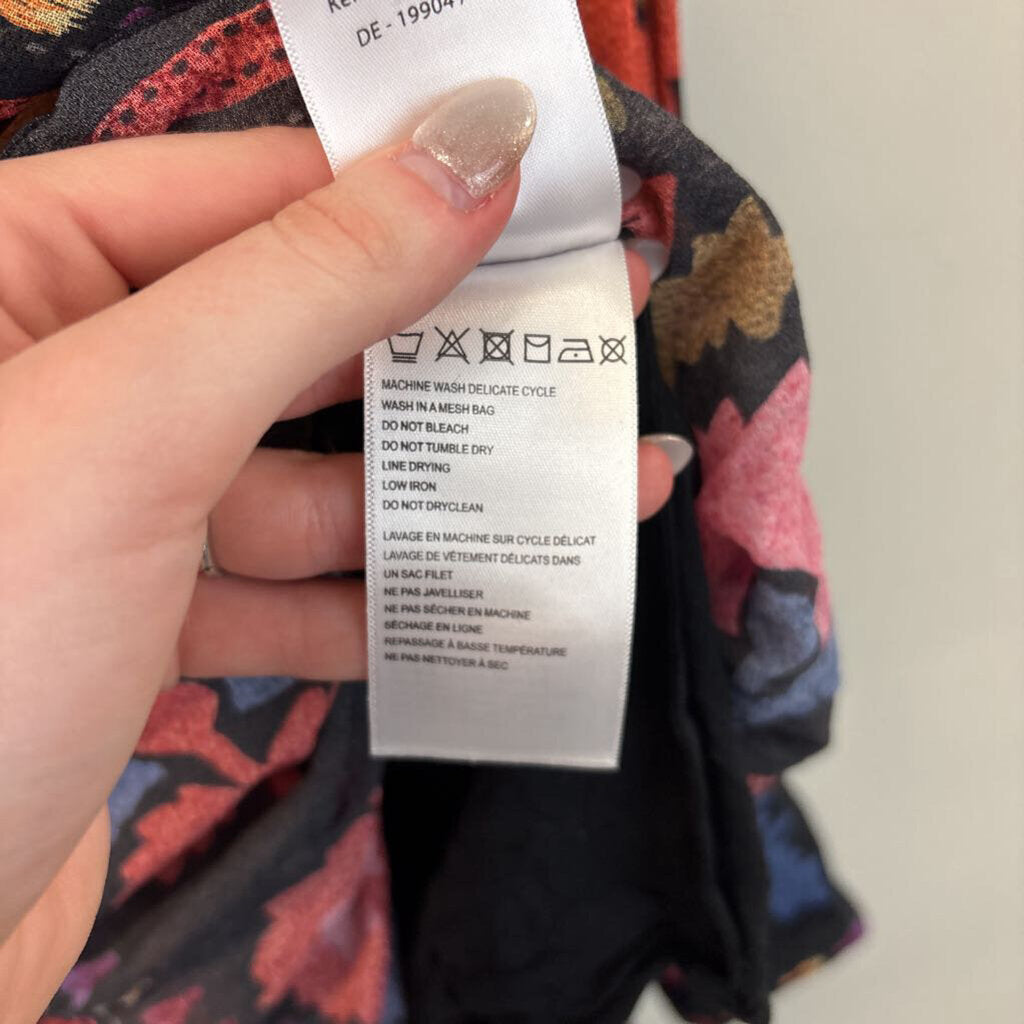 DE - 19904
MACHINE WASH DELICATE CYCLE
WASH IN A MESH BAG
DO NOT BLEACH
DO NOT TUMBLE DRY
LINE DRYING
LOW IRON
DO NOT DRYCLEAN
LAVAGE EN MACHINE SUR CYCLE DÉLICAT
LAVAGE DE VÊTEMENT DÉLICATS DANS
UN SAC FILET
NE PAS JAVELLISER
NE PAS SÉCHER EN MACHINE
SÉCHAGE EN LIGNE
REPASSAGE À BASSE TEMPÉRATURE
NE PAS NETTOYER À SEC